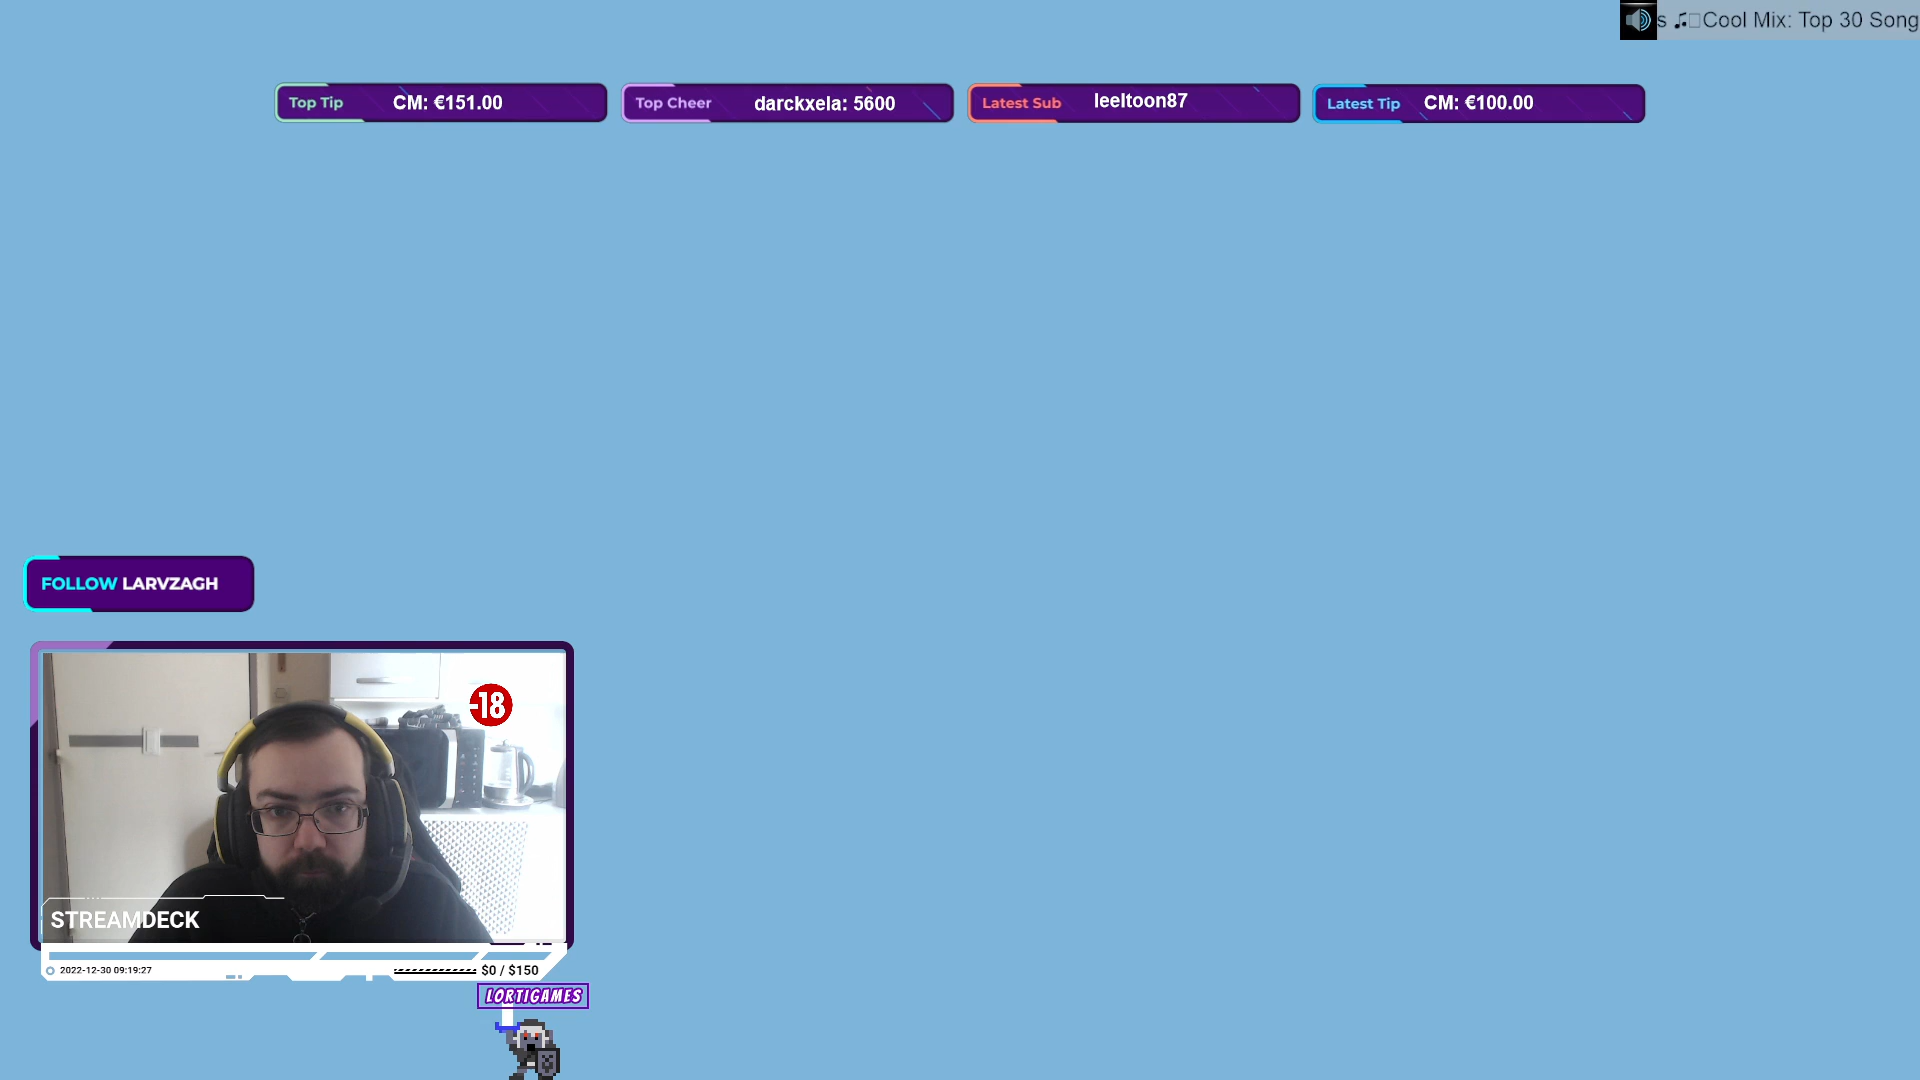 s ♫ Cool Mix: Top 30 Song
Top Tip CM: €151.00
Top Cheer darckxela: 5600
Latest Sub leeltoon87
Latest Tip CM: €100.00
FOLLOW LARVZAGH
-18
STREAMDECK
2022-12-30 09:19:27
$0 / $150
LORTIGAMES